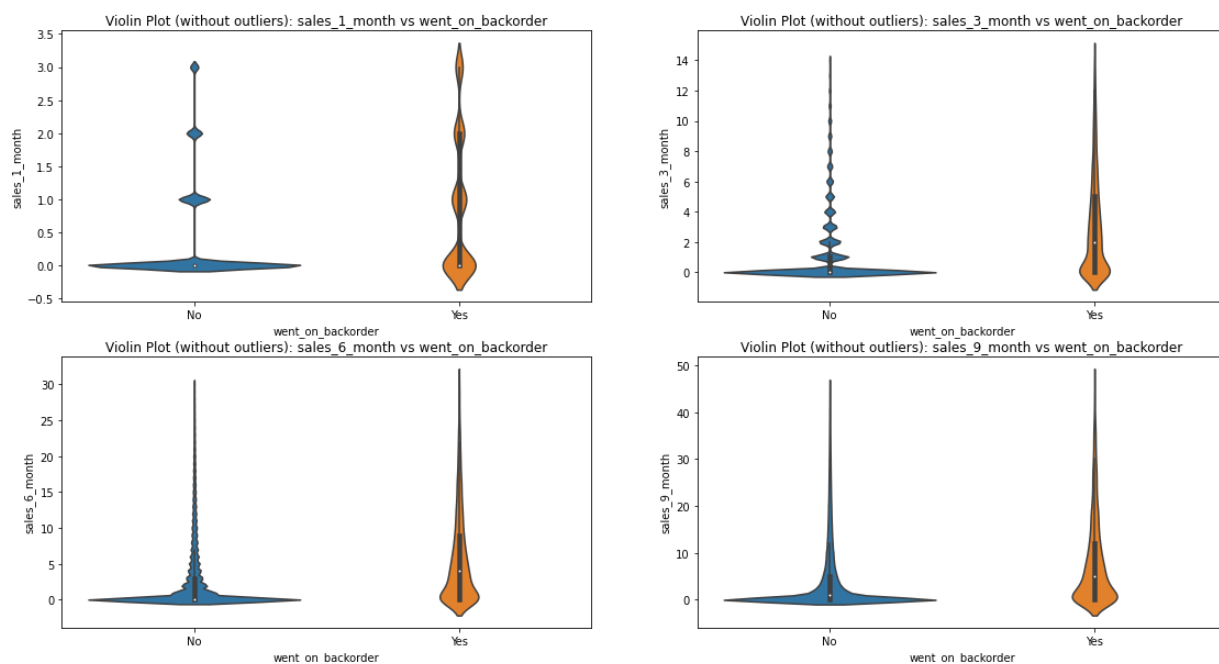 Violin Plot (without outliers): sales_1_month vs went_on_backorder
3.5
3.0
2.5
2.0
1.5
1.0
0.5
0.0
−0.5
sales_1_month
No
Yes
went_on_backorder
Violin Plot (without outliers): sales_3_month vs went_on_backorder
14
12
10
8
6
4
2
0
sales_3_month
No
Yes
went_on_backorder
Violin Plot (without outliers): sales_6_month vs went_on_backorder
30
25
20
15
10
5
0
sales_6_month
No
Yes
went_on_backorder
Violin Plot (without outliers): sales_9_month vs went_on_backorder
50
40
30
20
10
0
sales_9_month
No
Yes
went_on_backorder